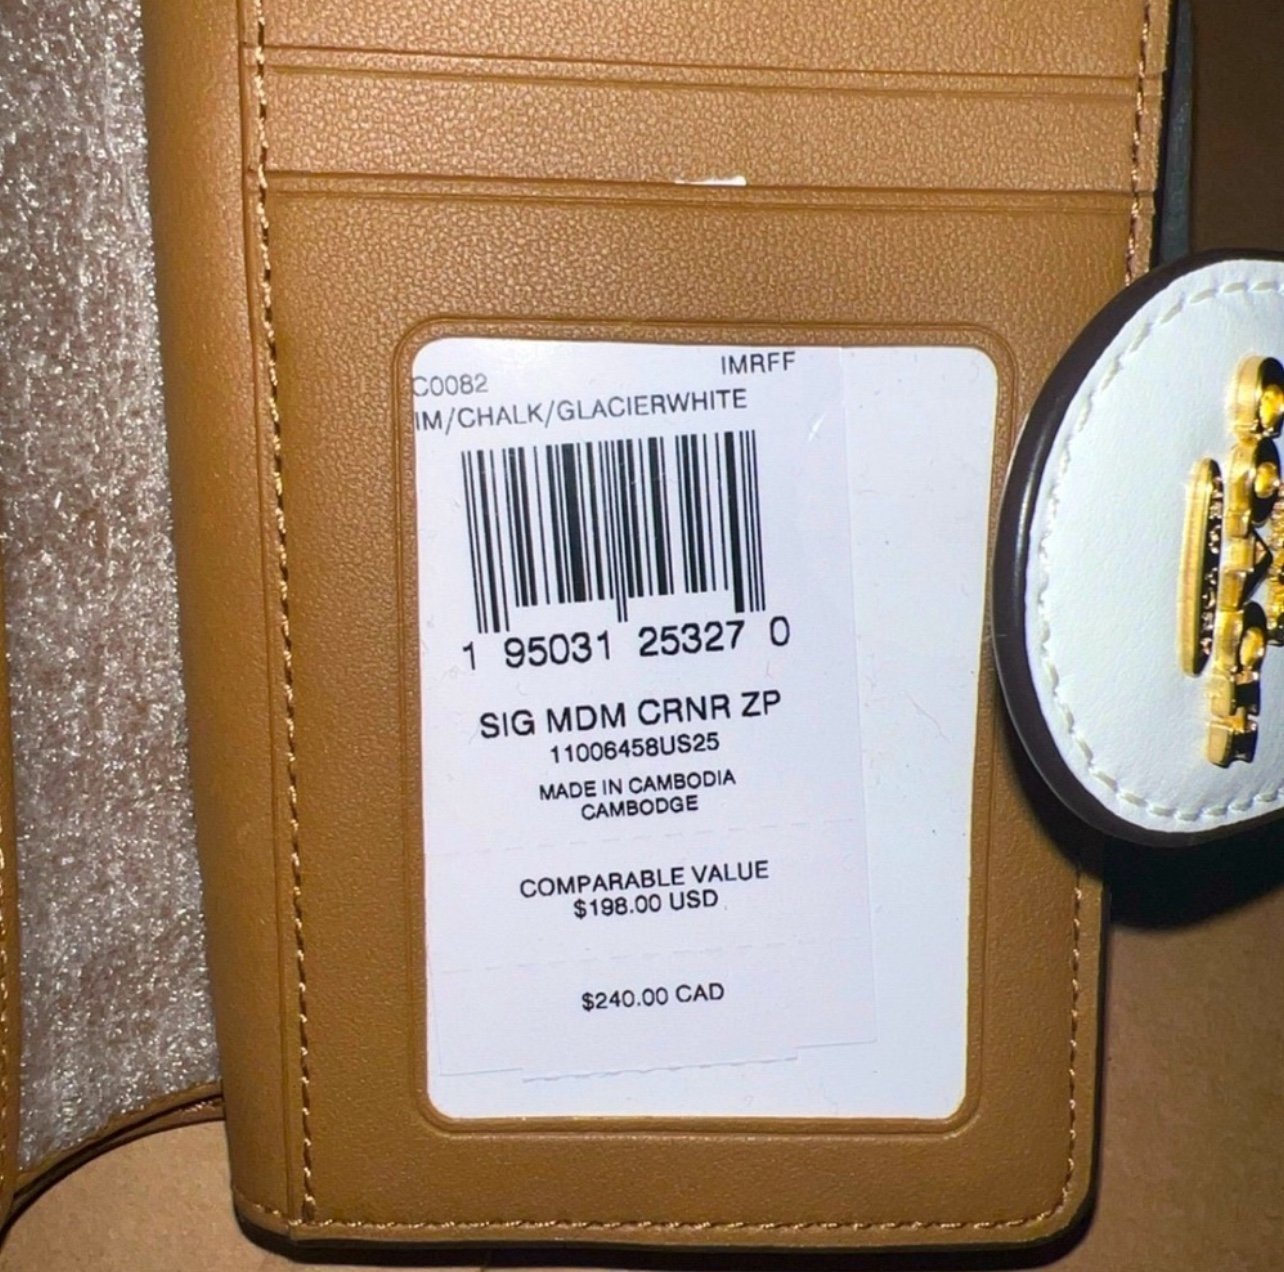 IMRFF
C0082
IM/CHALK/GLACIERWHITE
1 95031 25327 0
SIG MDM CRNR ZP
11006458US25
MADE IN CAMBODIA
CAMBODGE
COMPARABLE VALUE
$198.00 USD
$240.00 CAD